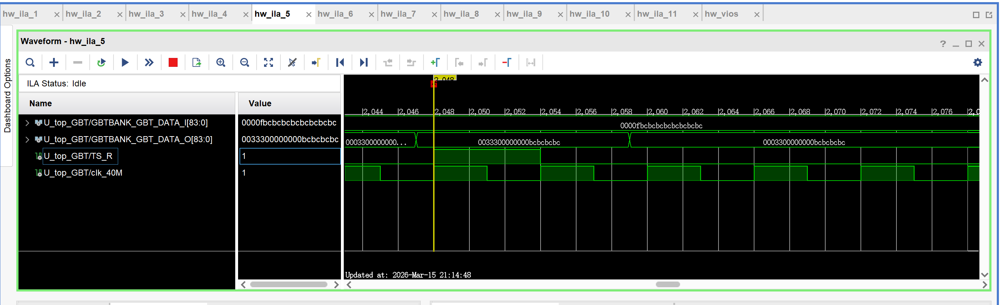 hw_ila_1 hw_ila_2 hw_ila_3 hw_ila_4 hw_ila_5 hw_ila_6 hw_ila_7 hw_ila_8 hw_ila_9 hw_ila_10 hw_ila_11 hw_vios
Dashboard Options
Waveform - hw_ila_5
ILA Status: Idle
2,048
Name Value
2,044 2,046 2,048 2,050 2,052 2,054 2,056 2,058 2,060 2,062 2,064 2,066 2,068 2,070 2,072 2,074 2,076 2,0
U_top_GBT/GBTBANK_GBT_DATA_I[83:0] 0000fbcbcbcbcbcbcbcbc 0000fbcbcbcbcbcbcbcbc
U_top_GBT/GBTBANK_GBT_DATA_O[83:0] 0033300000000bcbcbcbc 0003300000000... 0033300000000bcbcbcbc 0003300000000bcbcbcbc
U_top_GBT/TS_R 1
U_top_GBT/clk_40M 1
Updated at: 2026-Mar-15 21:14:48